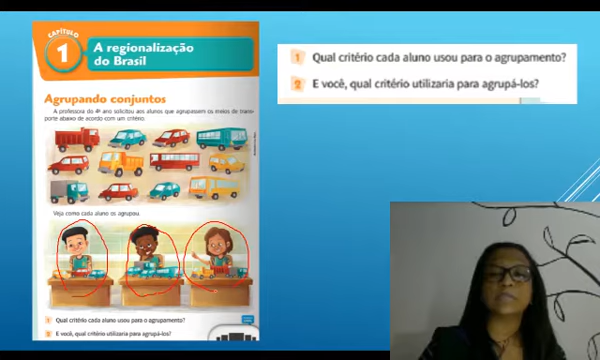 CAPÍTULO
1
A regionalização
do Brasil
Agrupando conjuntos
A professora do 4º ano solicitou aos alunos que agrupassem os meios de trans-
porte abaixo de acordo com um critério.
Veja como cada aluno os agrupou.
1 Qual critério cada aluno usou para o agrupamento?
2 E você, qual critério utilizaria para agrupá-los?
1 Qual critério cada aluno usou para o agrupamento?
2 E você, qual critério utilizaria para agrupá-los?